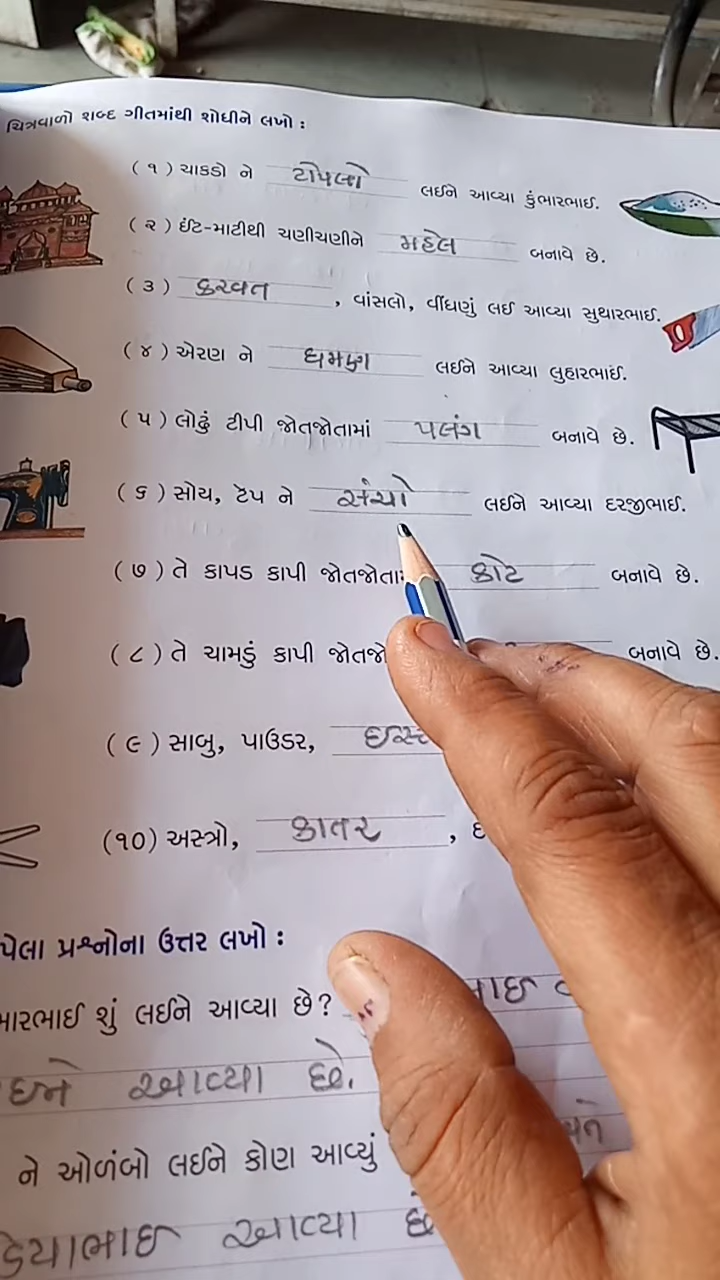 ચિત્રવાળો શબ્દ ગીતમાંથી શોધીને લખો :
(૧) ચાકડો ને ટોપલો લઈને આવ્યા કુંભારભાઈ.
(૨) ઈંટ-માટીથી ચણીચણીને મહેલ બનાવે છે.
(૩) કરવત, વાંસલો, વીંધણું લઈ આવ્યા સુથારભાઈ.
(૪) એરણ ને ધમણ લઈને આવ્યા લુહારભાઈ.
(૫) લોઢું ટીપી જોતજોતામાં પલંગ બનાવે છે.
(૬) સોય, ટેપ ને સંચો લઈને આવ્યા દરજીભાઈ.
(૭) તે કાપડ કાપી જોતજોતા કોટ બનાવે છે.
(૮) તે ચામડું કાપી જોતજો બનાવે છે.
(૯) સાબુ, પાઉડર,
(૧૦) અસ્ત્રો, કાતર,
પેલા પ્રશ્નોના ઉત્તર લખો :
મારભાઈ શું લઈને આવ્યા છે?
ઇને આવ્યા છે.
ને ઓળંબો લઈને કોણ આવ્યું
ડિયાભાઇ આવ્યા છે